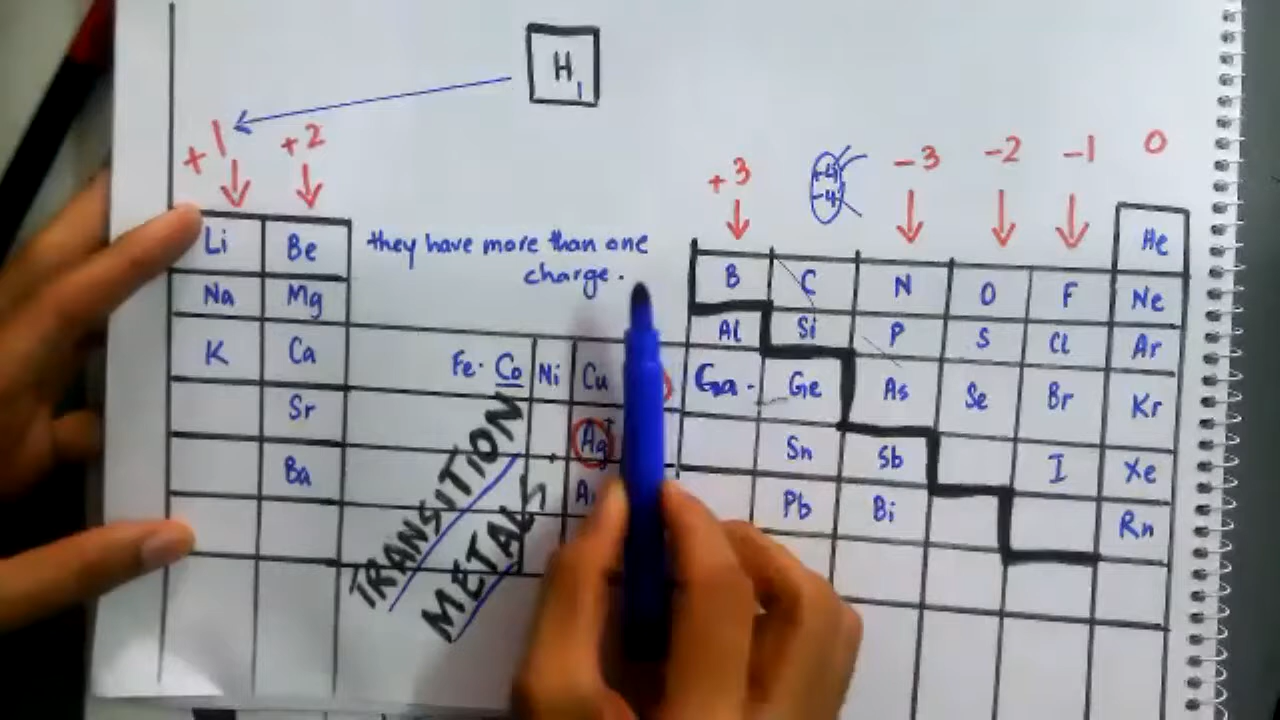 H 1
+1 +2
+3 +4 -3 -2 -1 0
-4
He
Li Be they have more than one
charge.
B C N O F Ne
Na Mg
Al Si P S Cl Ar
K Ca Fe. Co Ni Cu Ga. Ge As Se Br Kr
Sr Ag Sn Sb I Xe
Ba Pb Bi Rn
TRANSITION
METALS